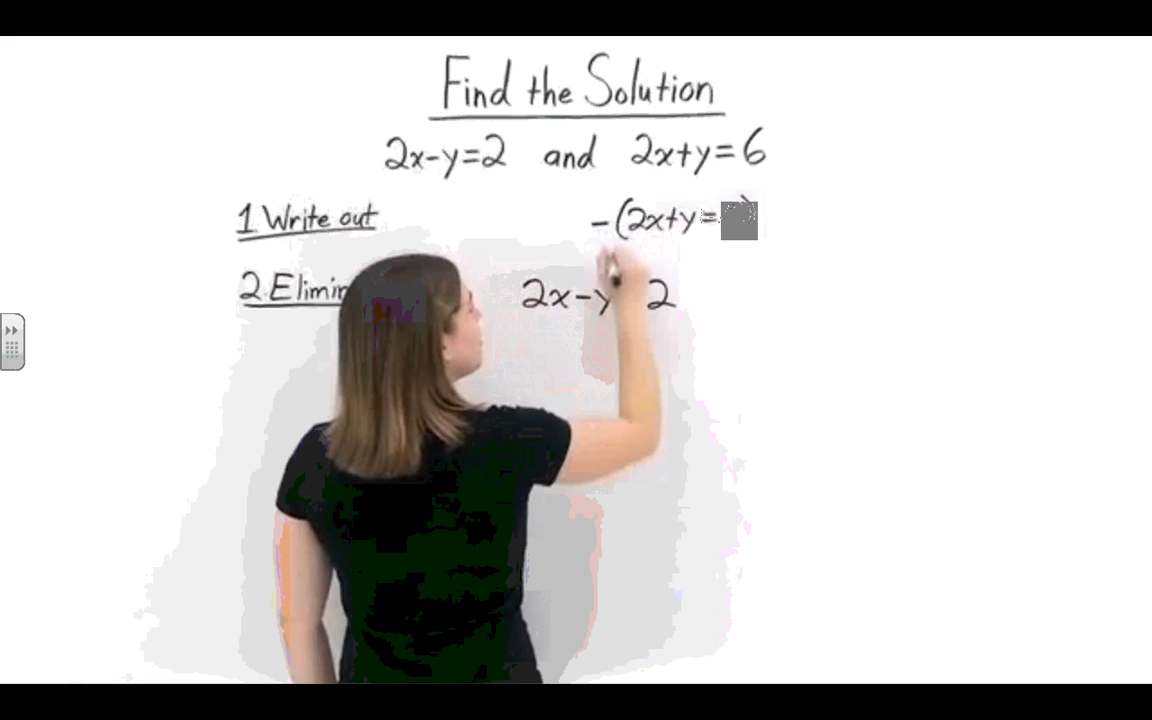 Find the Solution
2x-y=2 and 2x+y=6
1 Write out
-(2x+y=
2 Elimin
2x-y 2